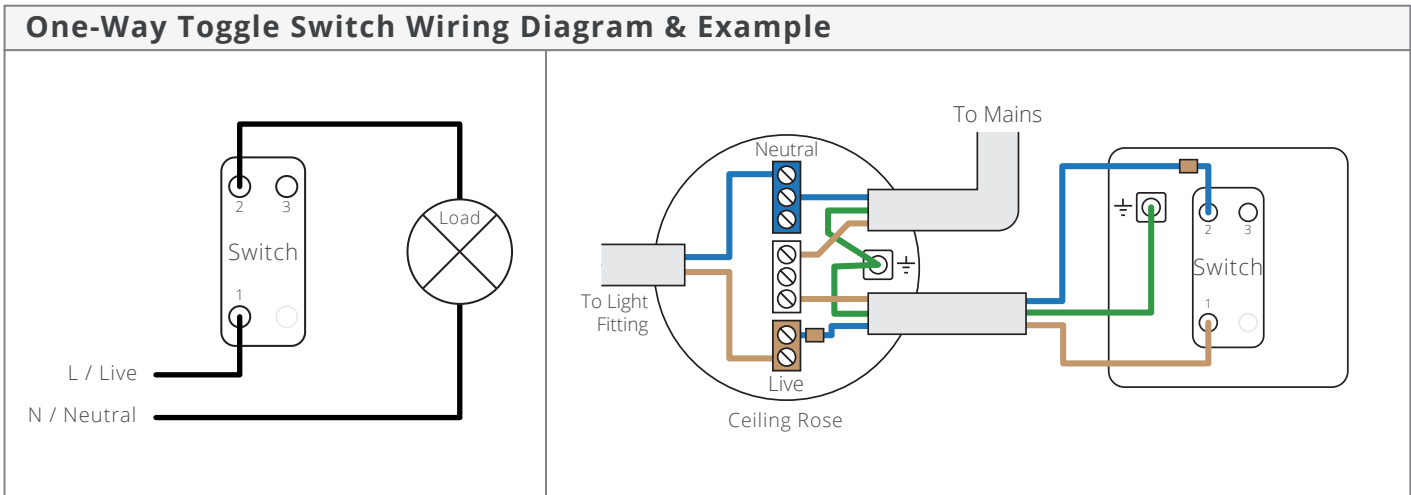 One-Way Toggle Switch Wiring Diagram & Example
Load
2 3
Switch
1
L / Live
N / Neutral
To Mains
Neutral
To Light
Fitting
Live
Ceiling Rose
2 3
Switch
1